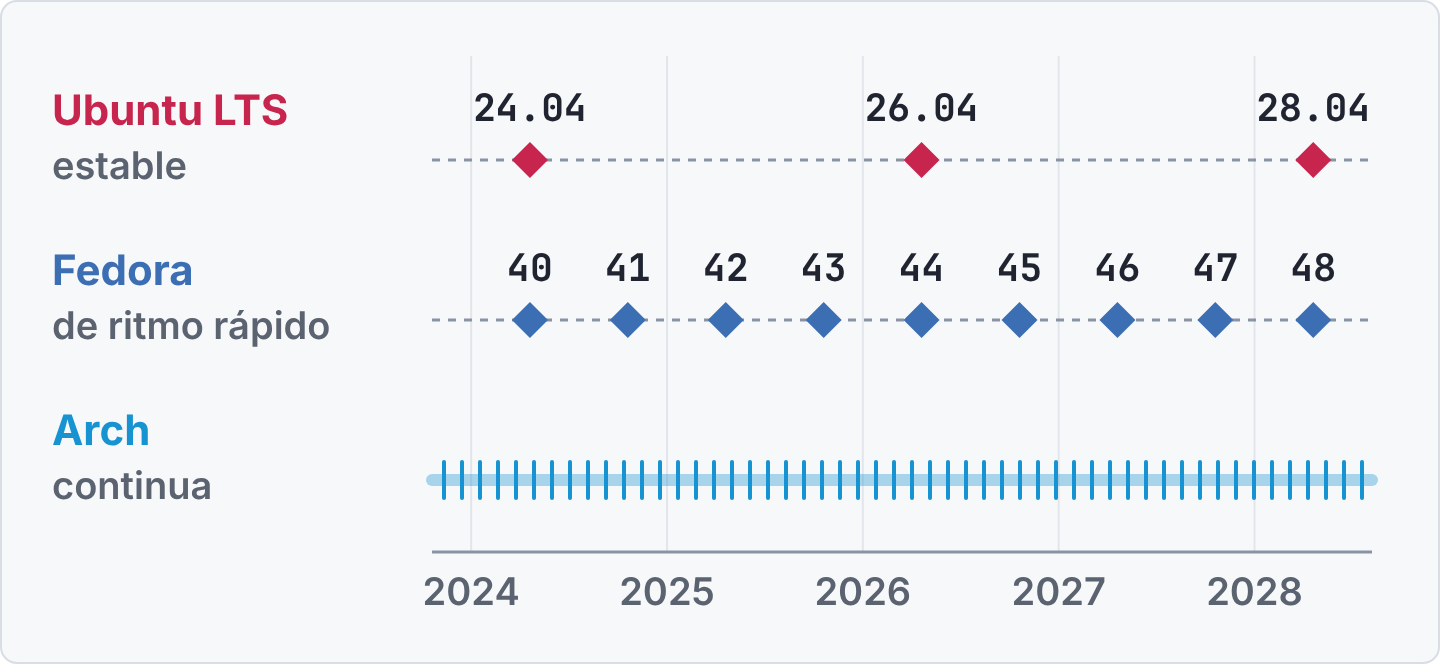 Ubuntu LTS
24.04 26.04 28.04
estable
Fedora
40 41 42 43 44 45 46 47 48
de ritmo rápido
Arch
continua
2024 2025 2026 2027 2028